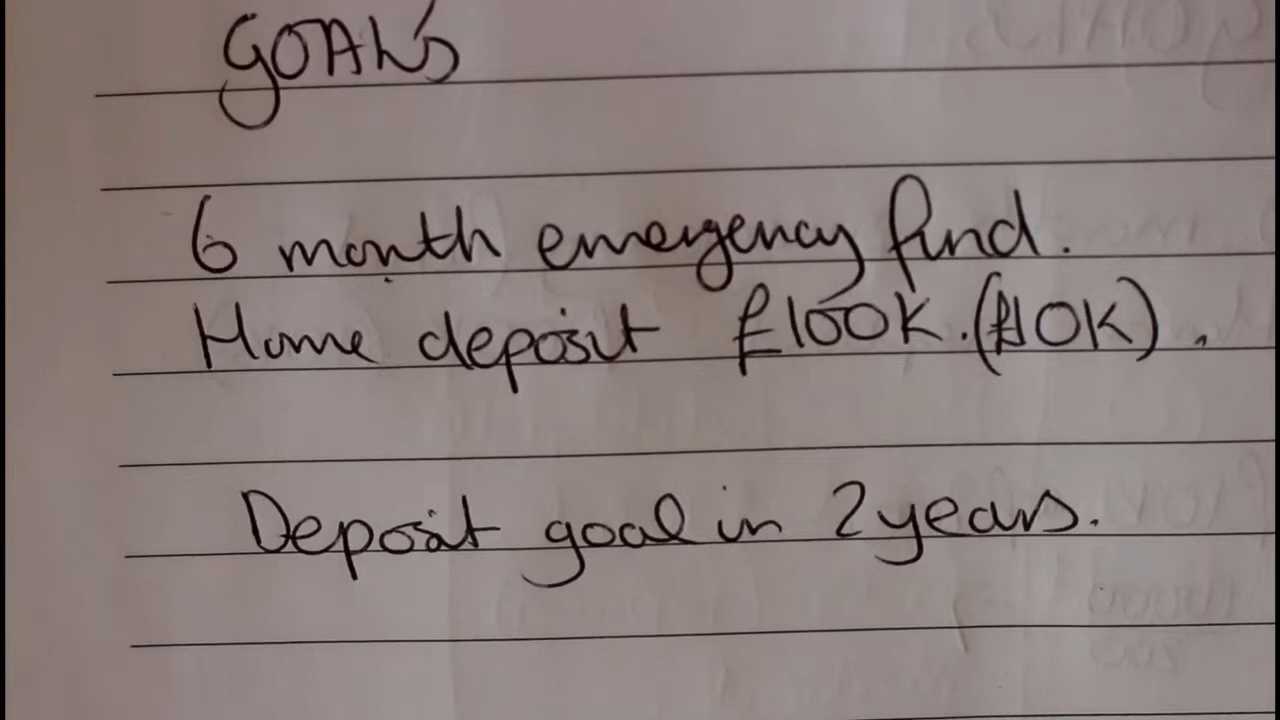 GOALS
6 month emergency fund.
Home deposit £100K. (£10K).
Deposit goal in 2 years.